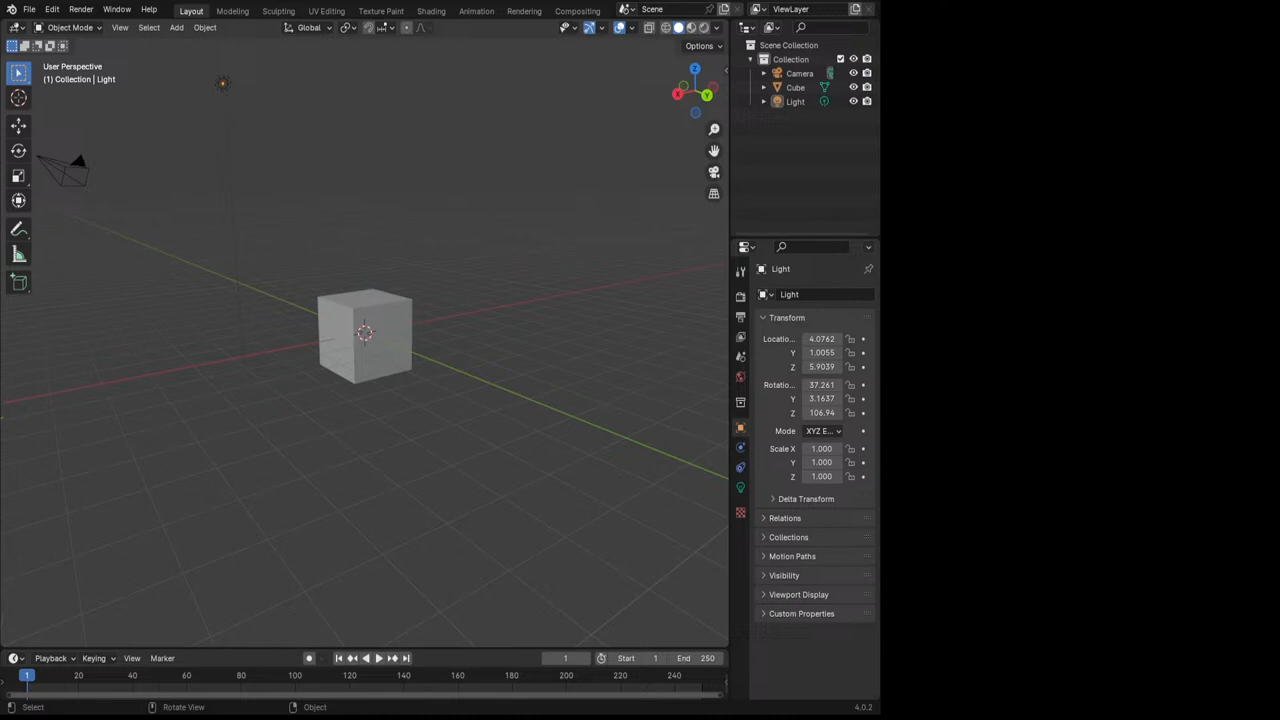 File Edit Render Window Help Layout Modeling Sculpting UV Editing Texture Paint Shading Animation Rendering Compositing Scene ViewLayer
Object Mode View Select Add Object Global
Options
User Perspective
(1) Collection | Light
Z
X
Y
Scene Collection
Collection
Camera
Cube
Light
Light
Light
Transform
Locatio... 4.0762
Y 1.0055
Z 5.9039
Rotatio... 37.261
Y 3.1637
Z 106.94
Mode XYZ E...
Scale X 1.000
Y 1.000
Z 1.000
Delta Transform
Relations
Collections
Motion Paths
Visibility
Viewport Display
Custom Properties
Playback Keying View Marker 1 Start 1 End 250
1 20 40 60 80 100 120 140 160 180 200 220 240
Select Rotate View Object 4.0.2